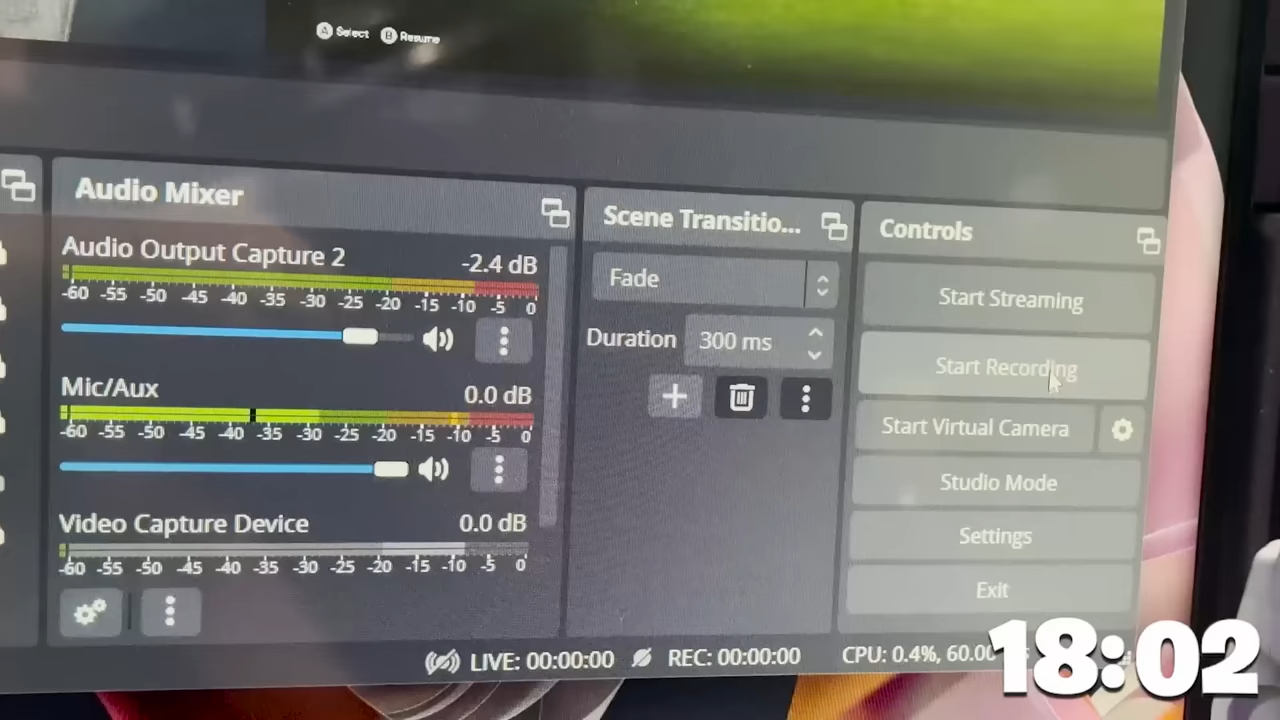 A Select B Resume
Audio Mixer
Scene Transitio...
Controls
Audio Output Capture 2
-2.4 dB
-60 -55 -50 -45 -40 -35 -30 -25 -20 -15 -10 -5 0
Fade
Start Streaming
Duration 300 ms
Start Recording
Mic/Aux
0.0 dB
-60 -55 -50 -45 -40 -35 -30 -25 -20 -15 -10 -5 0
Start Virtual Camera
Studio Mode
Video Capture Device
0.0 dB
-60 -55 -50 -45 -40 -35 -30 -25 -20 -15 -10 -5 0
Settings
Exit
LIVE: 00:00:00
REC: 00:00:00
CPU: 0.4%, 60.00
18:02